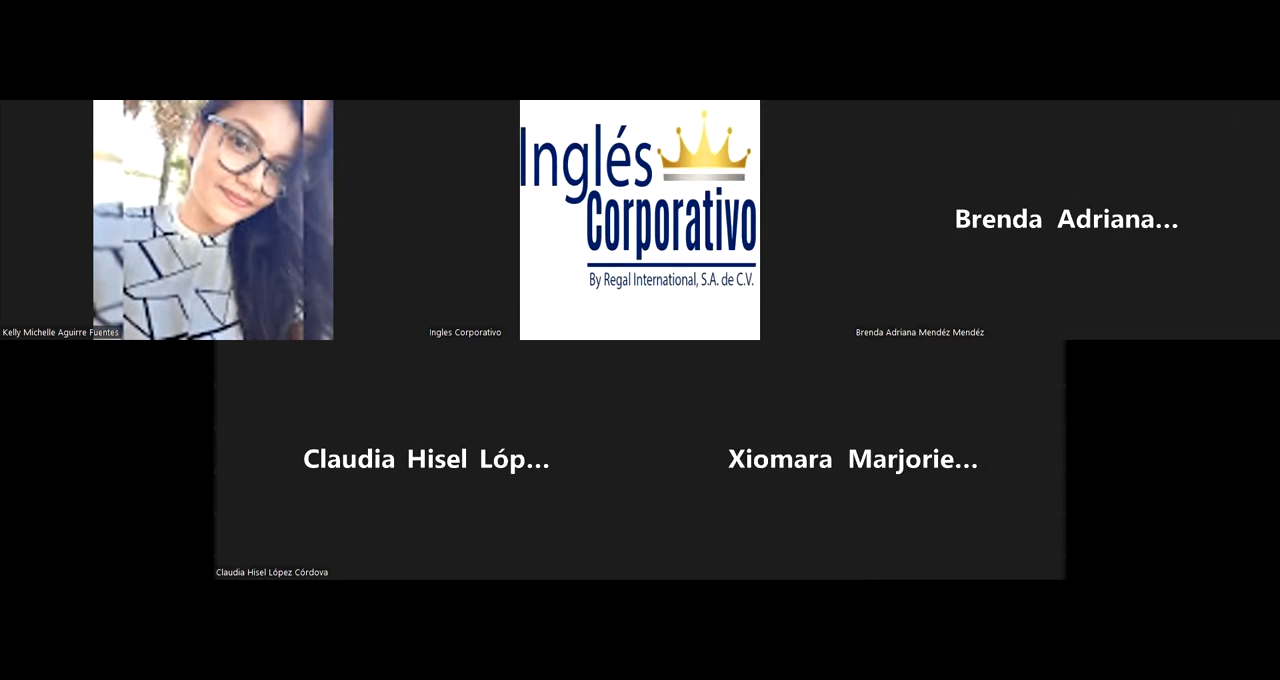 Inglés
Corporativo
By Regal International, S.A. de C.V.
Brenda Adriana...
Kelly Michelle Aguirre Fuentes
Ingles Corporativo
Brenda Adriana Mendéz Mendéz
Claudia Hisel Lóp...
Xiomara Marjorie...
Claudia Hisel López Córdova